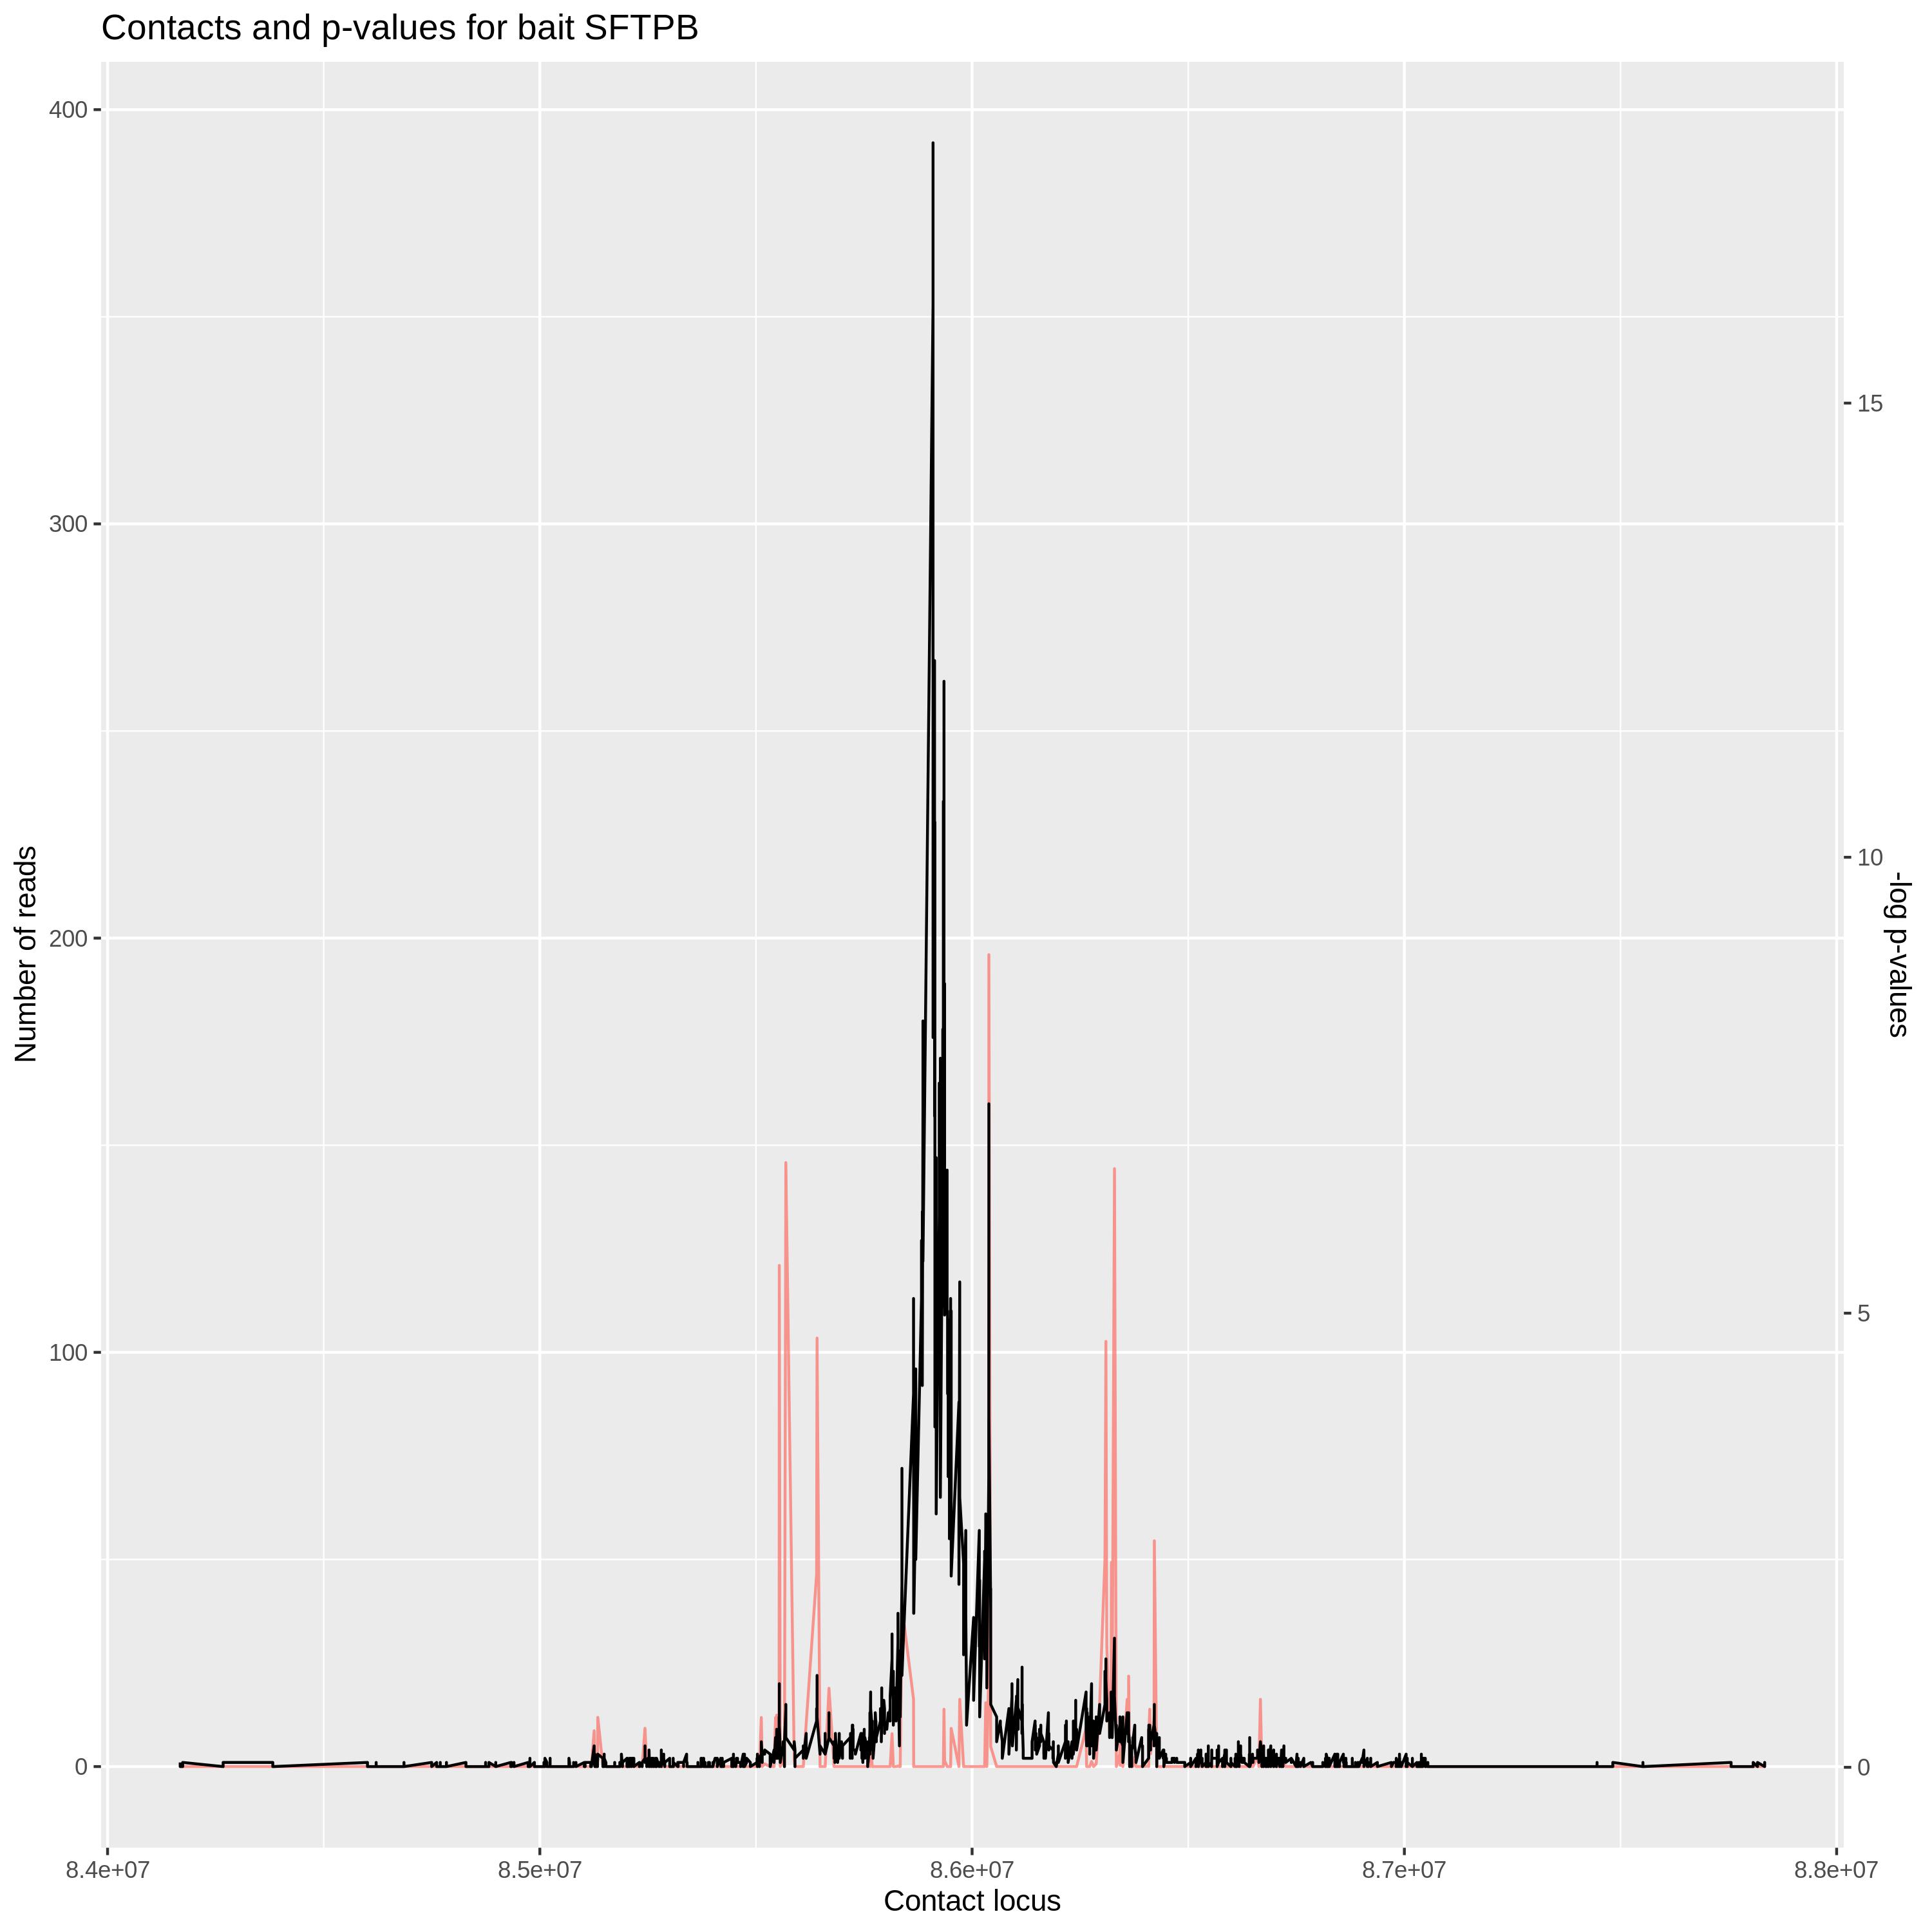 Contacts and p-values for bait SFTPB
400
300
200
100
0
Number of reads
15
10
5
0
-log p-values
8.4e+07
8.5e+07
8.6e+07
8.7e+07
8.8e+07
Contact locus